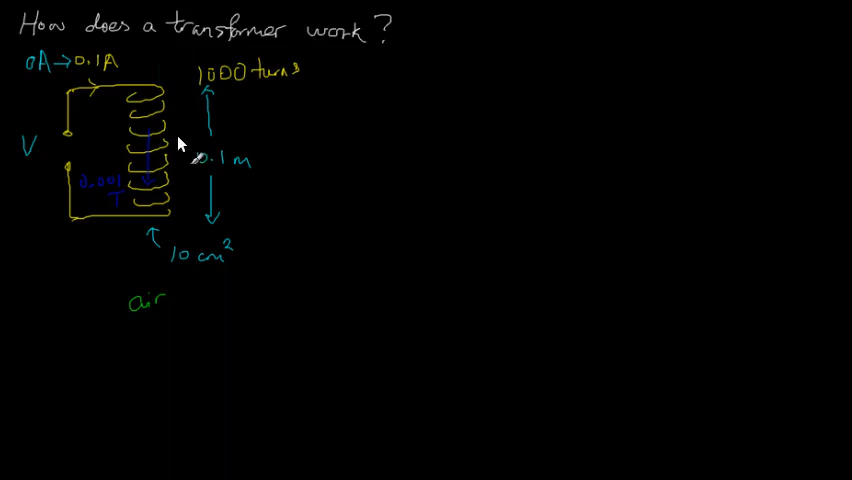 How does a transformer work?
0A→0.1A
1000 turns
V
0.1 m
0.001
T
10 cm²
air